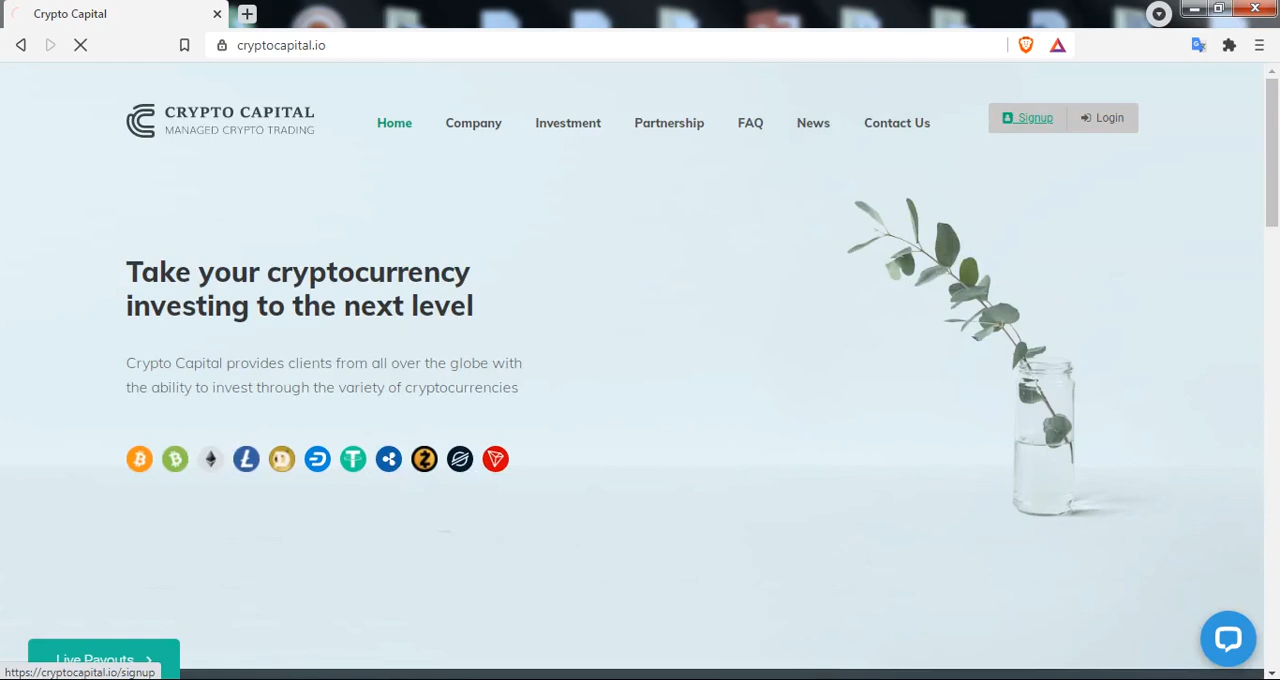 Crypto Capital
cryptocapital.io
CRYPTO CAPITAL
MANAGED CRYPTO TRADING
Home Company Investment Partnership FAQ News Contact Us
Signup Login
Take your cryptocurrency
investing to the next level
Crypto Capital provides clients from all over the globe with
the ability to invest through the variety of cryptocurrencies
Live Payouts
https://cryptocapital.io/signup